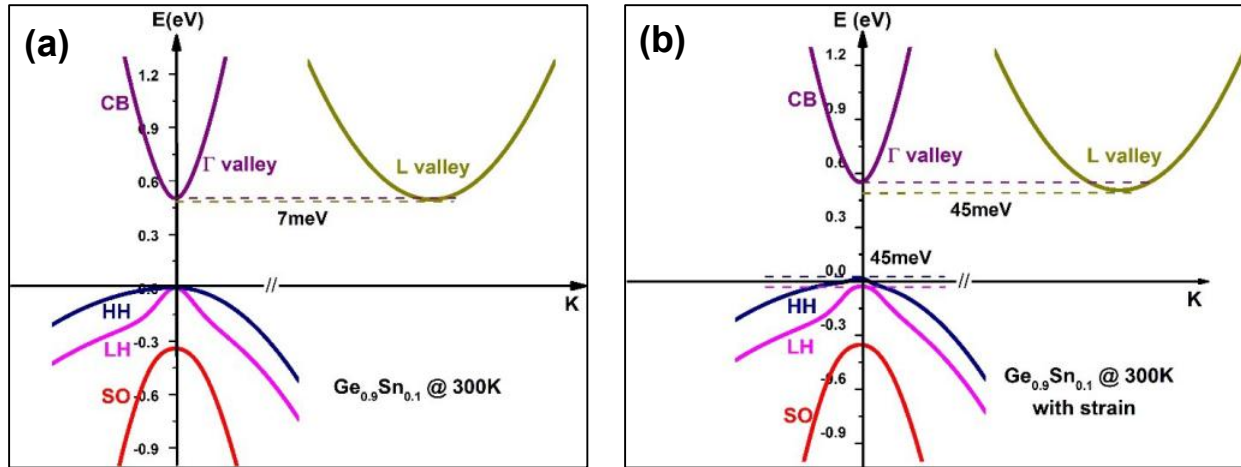 (a)
E(eV)
1.2
CB
0.9
Γ valley
L valley
0.6
7meV
0.3
//
0.0
K
HH
-0.3
LH
SO
-0.6
Ge0.9Sn0.1 @ 300K
-0.9
(b)
E (eV)
1.2
CB
0.9
0.6
Γ valley
L valley
45meV
0.3
45meV
0.0
//
K
HH
-0.3
LH
-9.6
Ge0.9Sn0.1 @ 300K
with strain
SO
-0.9